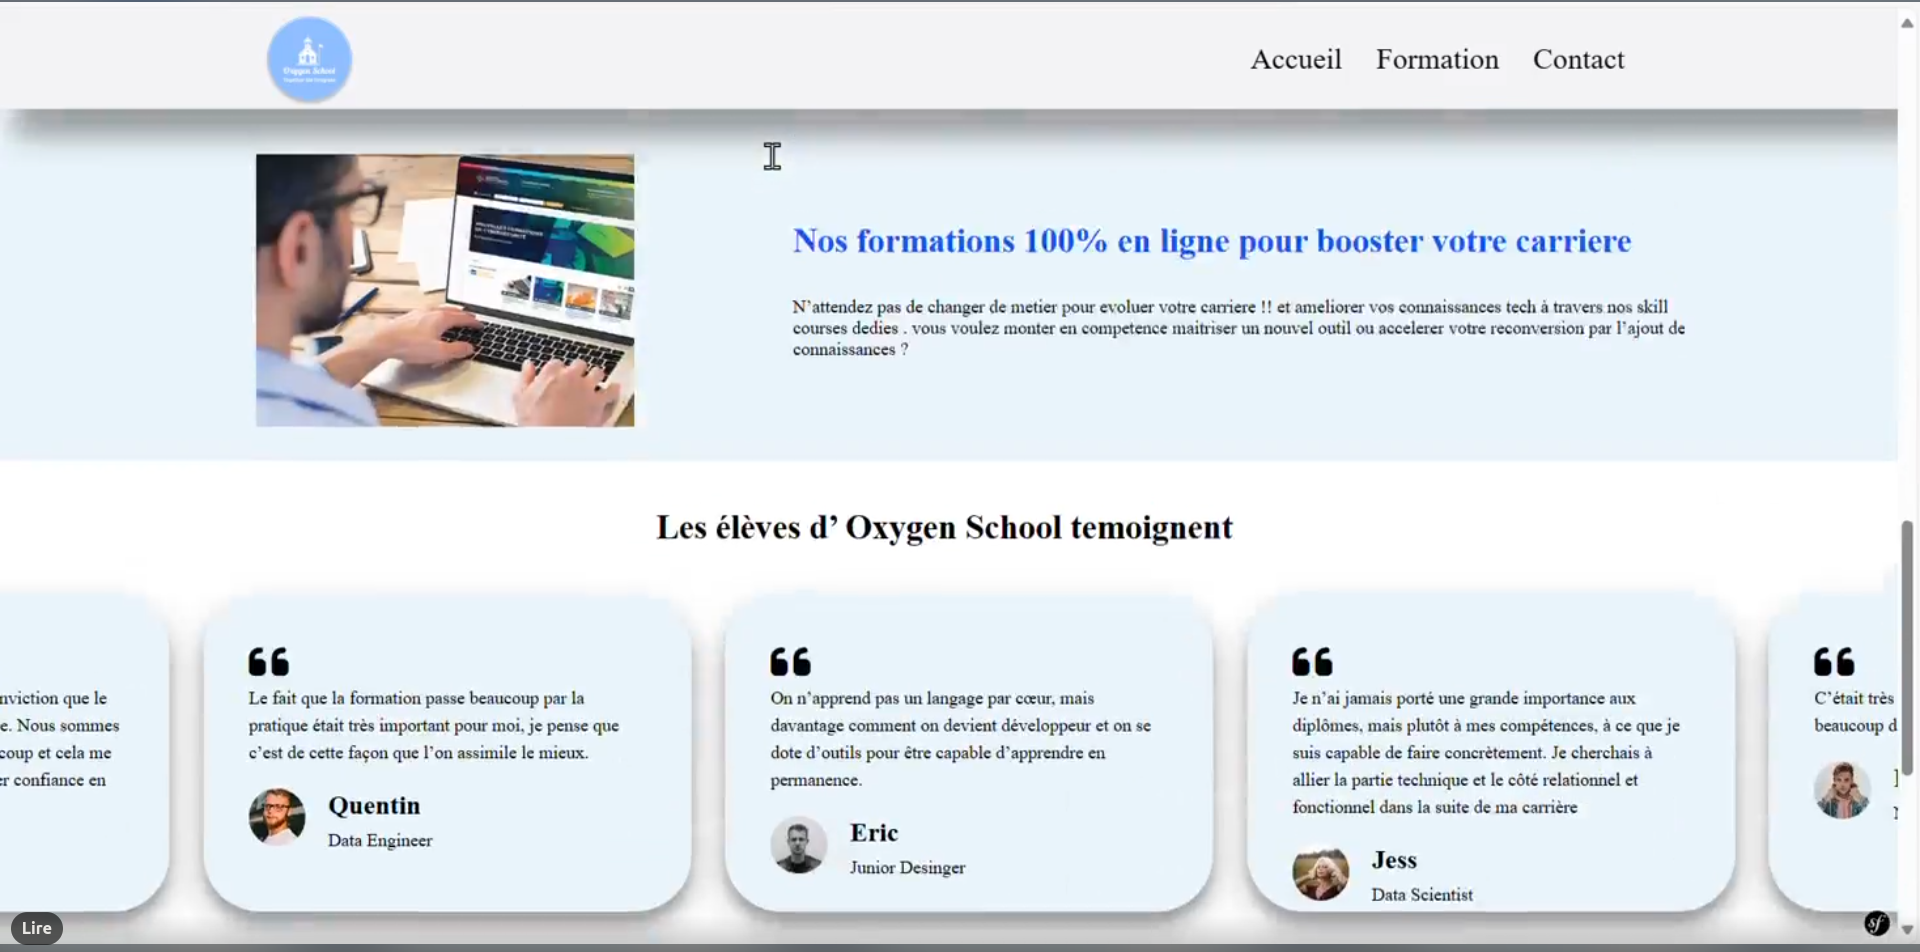 Oxygen School
Accueil Formation Contact
Nos formations 100% en ligne pour booster votre carriere
N’attendez pas de changer de metier pour evoluer votre carriere !! et ameliorer vos connaissances tech à travers nos skill
courses dedies . vous voulez monter en competence maitriser un nouvel outil ou accelerer votre reconversion par l’ajout de
connaissances ?
Les élèves d’ Oxygen School temoignent
nviction que le
e. Nous sommes
coup et cela me
er confiance en
Le fait que la formation passe beaucoup par la
pratique était très important pour moi, je pense que
c’est de cette façon que l’on assimile le mieux.
Quentin
Data Engineer
On n’apprend pas un langage par cœur, mais
davantage comment on devient développeur et on se
dote d’outils pour être capable d’apprendre en
permanence.
Eric
Junior Desinger
Je n’ai jamais porté une grande importance aux
diplômes, mais plutôt à mes compétences, à ce que je
suis capable de faire concrètement. Je cherchais à
allier la partie technique et le côté relationnel et
fonctionnel dans la suite de ma carrière
Jess
Data Scientist
C’était très
beaucoup d
Lire
sf